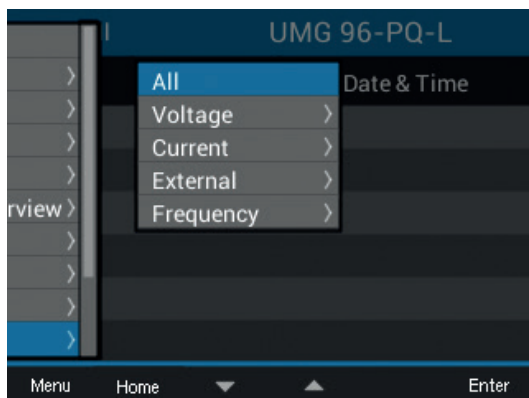 UMG 96-PQ-L
All
Date & Time
Voltage
Current
External
rview
Frequency
Menu
Home
Enter